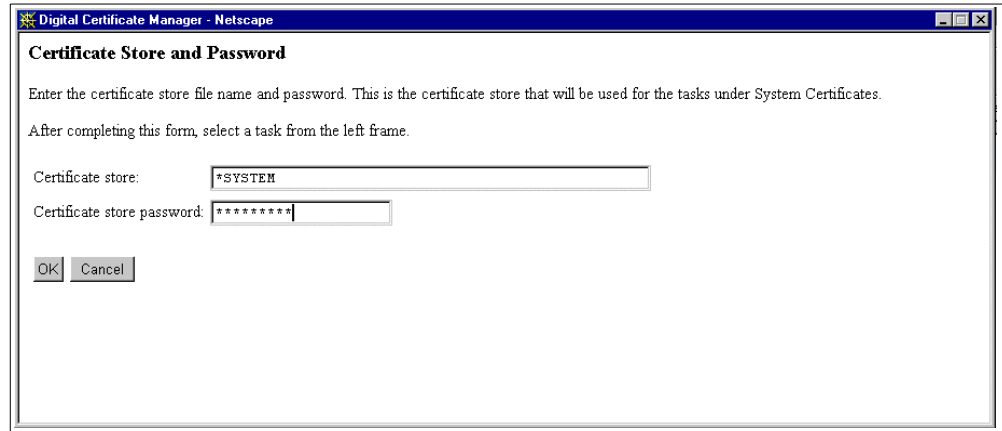 Digital Certificate Manager - Netscape
Certificate Store and Password
Enter the certificate store file name and password. This is the certificate store that will be used for the tasks under System Certificates.
After completing this form, select a task from the left frame.
Certificate store: *SYSTEM
Certificate store password: *********
OK Cancel